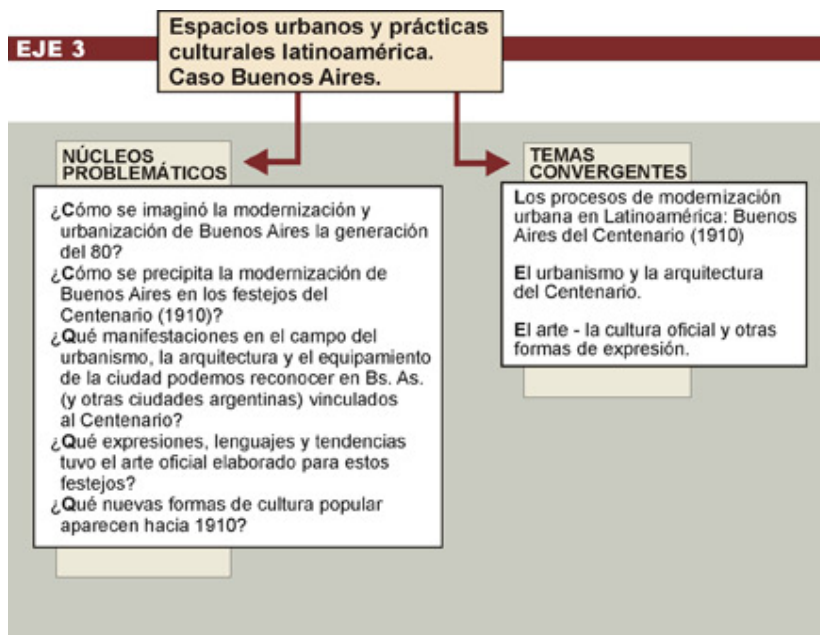 EJE 3
Espacios urbanos y prácticas
culturales latinoamérica.
Caso Buenos Aires.
NÚCLEOS
PROBLEMÁTICOS
¿Cómo se imaginó la modernización y
urbanización de Buenos Aires la generación
del 80?
¿Cómo se precipita la modernización de
Buenos Aires en los festejos del
Centenario (1910)?
¿Qué manifestaciones en el campo del
urbanismo, la arquitectura y el equipamiento
de la ciudad podemos reconocer en Bs. As.
(y otras ciudades argentinas) vinculados
al Centenario?
¿Qué expresiones, lenguajes y tendencias
tuvo el arte oficial elaborado para estos
festejos?
¿Qué nuevas formas de cultura popular
aparecen hacia 1910?
TEMAS
CONVERGENTES
Los procesos de modernización
urbana en Latinoamérica: Buenos
Aires del Centenario (1910)
El urbanismo y la arquitectura
del Centenario.
El arte - la cultura oficial y otras
formas de expresión.